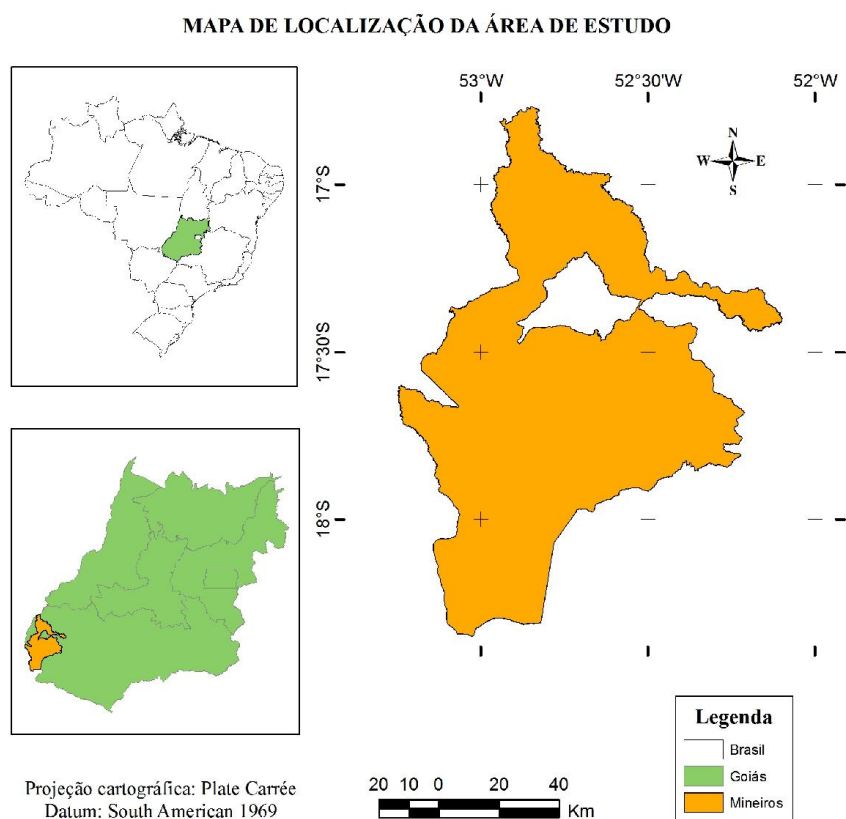 MAPA DE LOCALIZAÇÃO DA ÁREA DE ESTUDO
53°W 52°30'W 52°W
N
W E
S
17°S
17°30'S
18°S
Legenda
Brasil
Goiás
Mineiros
Projeção cartográfica: Plate Carrée
Datum: South American 1969
20 10 0 20 40
Km